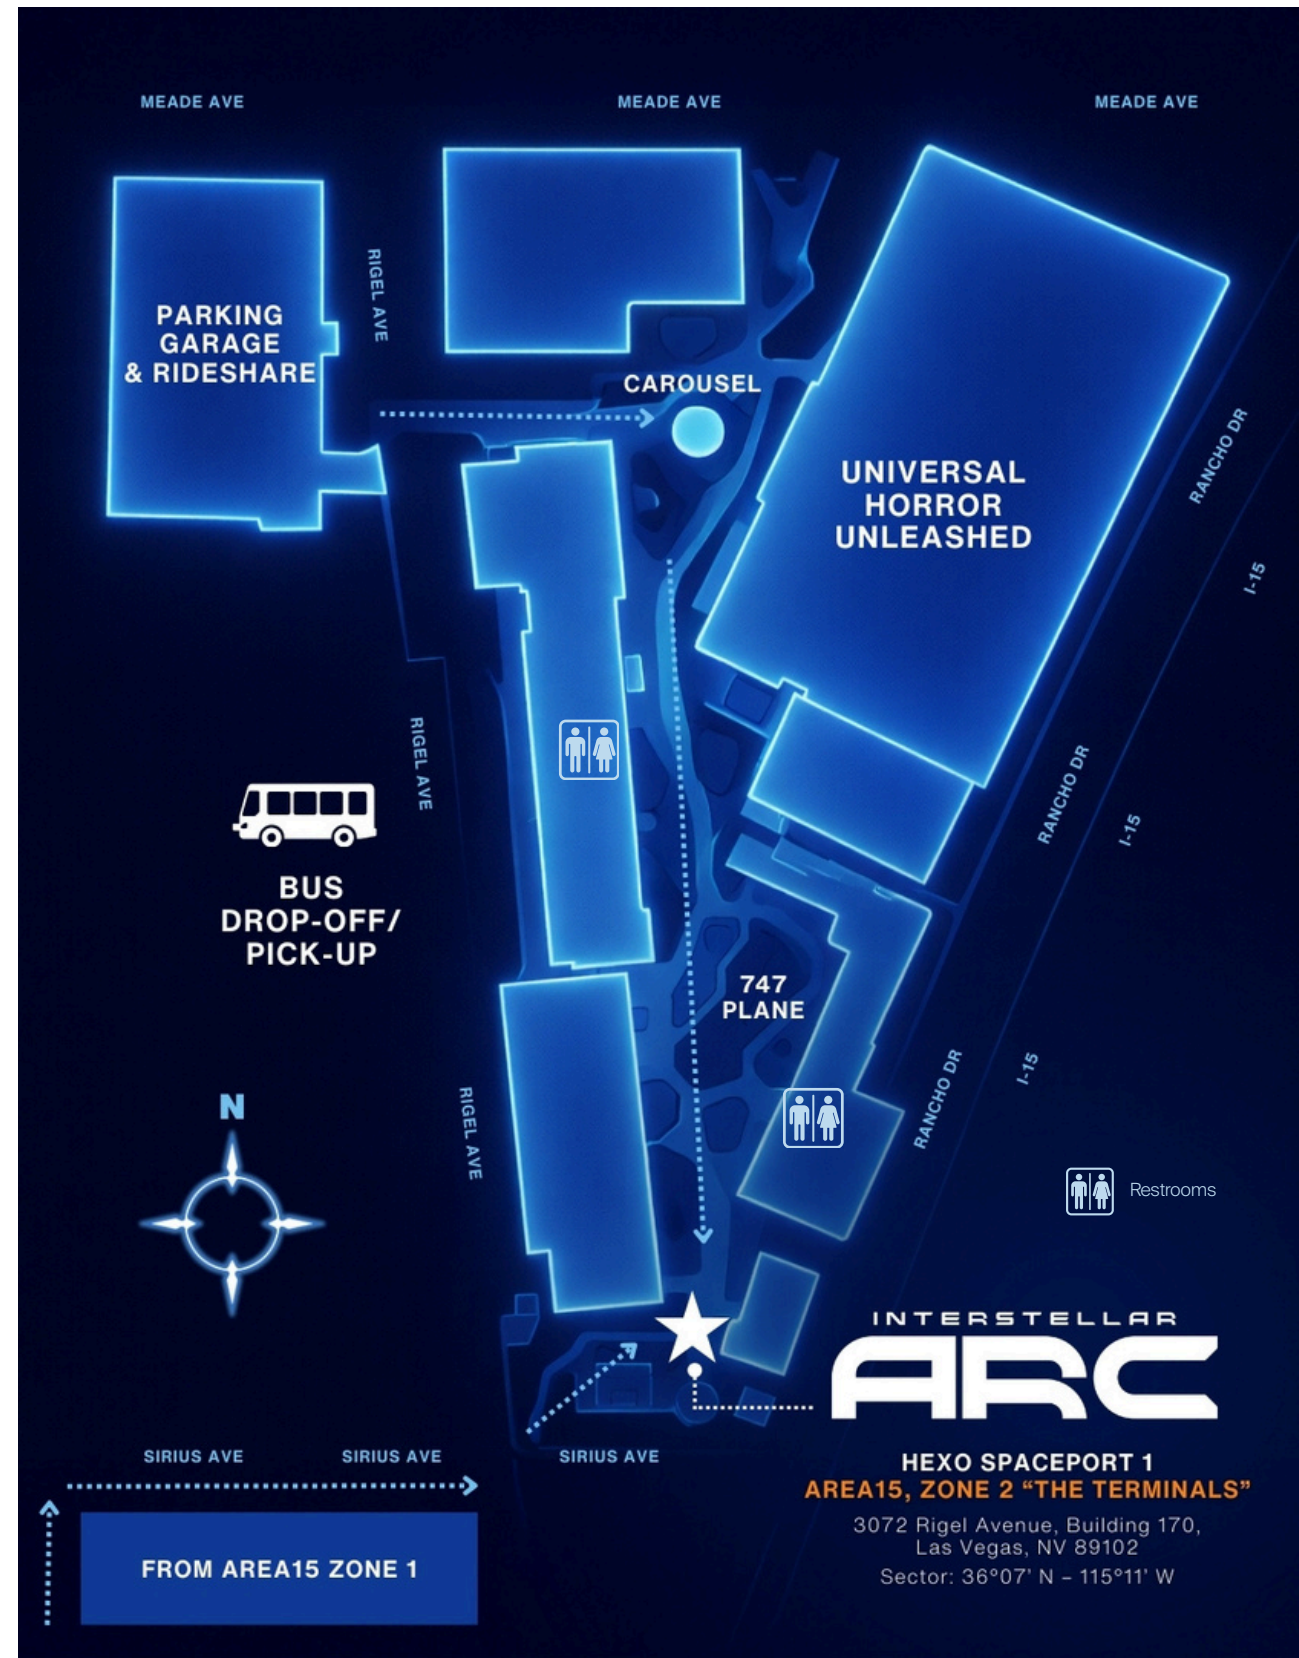 MEADE AVE
MEADE AVE
MEADE AVE
RIGEL AVE
PARKING
GARAGE
& RIDESHARE
CAROUSEL
UNIVERSAL
HORROR
UNLEASHED
RANCHO DR
I-15
RIGEL AVE
RANCHO DR
I-15
BUS
DROP-OFF/
PICK-UP
747
PLANE
RANCHO DR
I-15
N
RIGEL AVE
Restrooms
INTERSTELLAR
ARC
SIRIUS AVE
SIRIUS AVE
SIRIUS AVE
HEXO SPACEPORT 1
AREA15, ZONE 2 “THE TERMINALS”
3072 Rigel Avenue, Building 170,
Las Vegas, NV 89102
Sector: 36°07' N – 115°11' W
FROM AREA15 ZONE 1